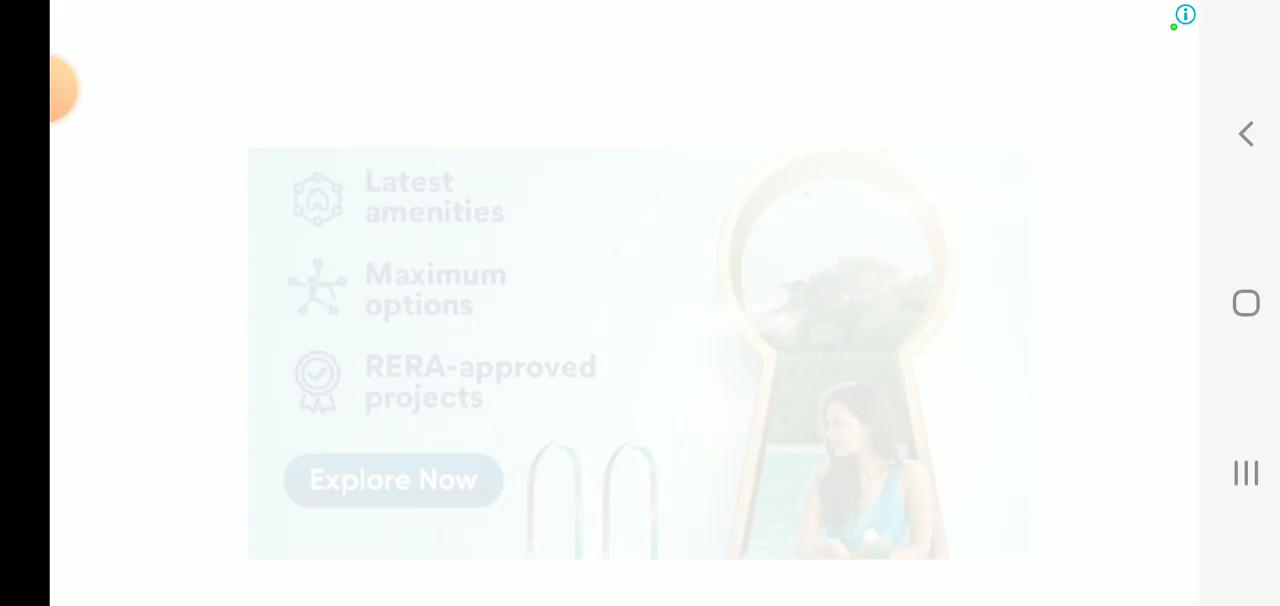 Latest
amenities
Maximum
options
RERA-approved
projects
Explore Now